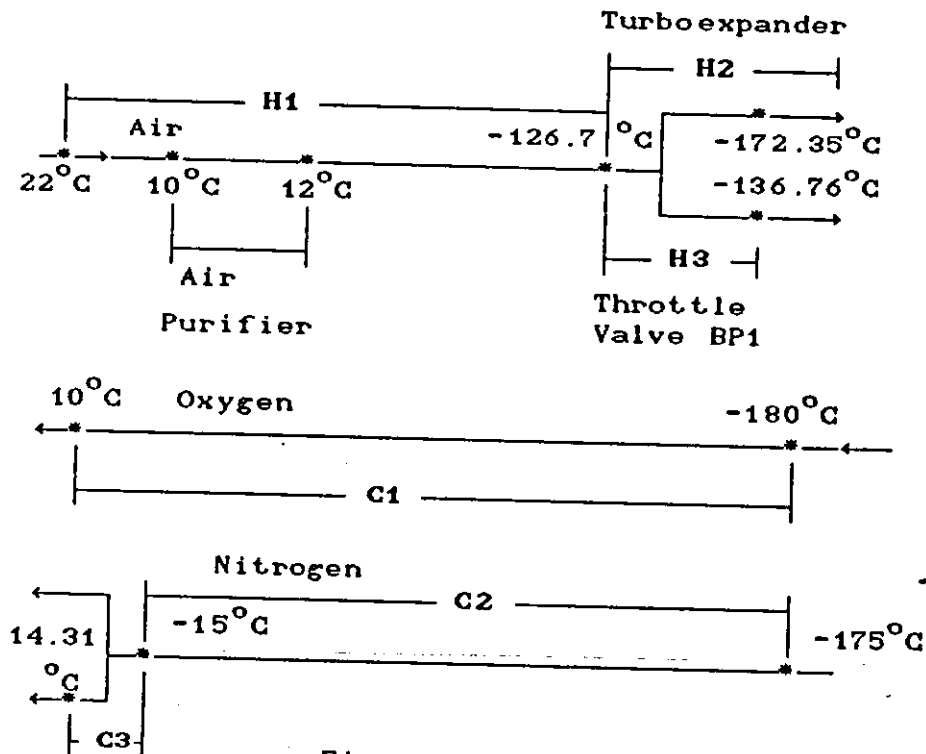 Turboexpander
H2
H1
Air
-126.7 °C
-172.35°C
22°C
10°C
12°C
-136.76°C
H3
Air
Purifier
Throttle
Valve BP1
10°C
Oxygen
-180°C
C1
Nitrogen
C2
-15°C
14.31
°C
-175°C
C3